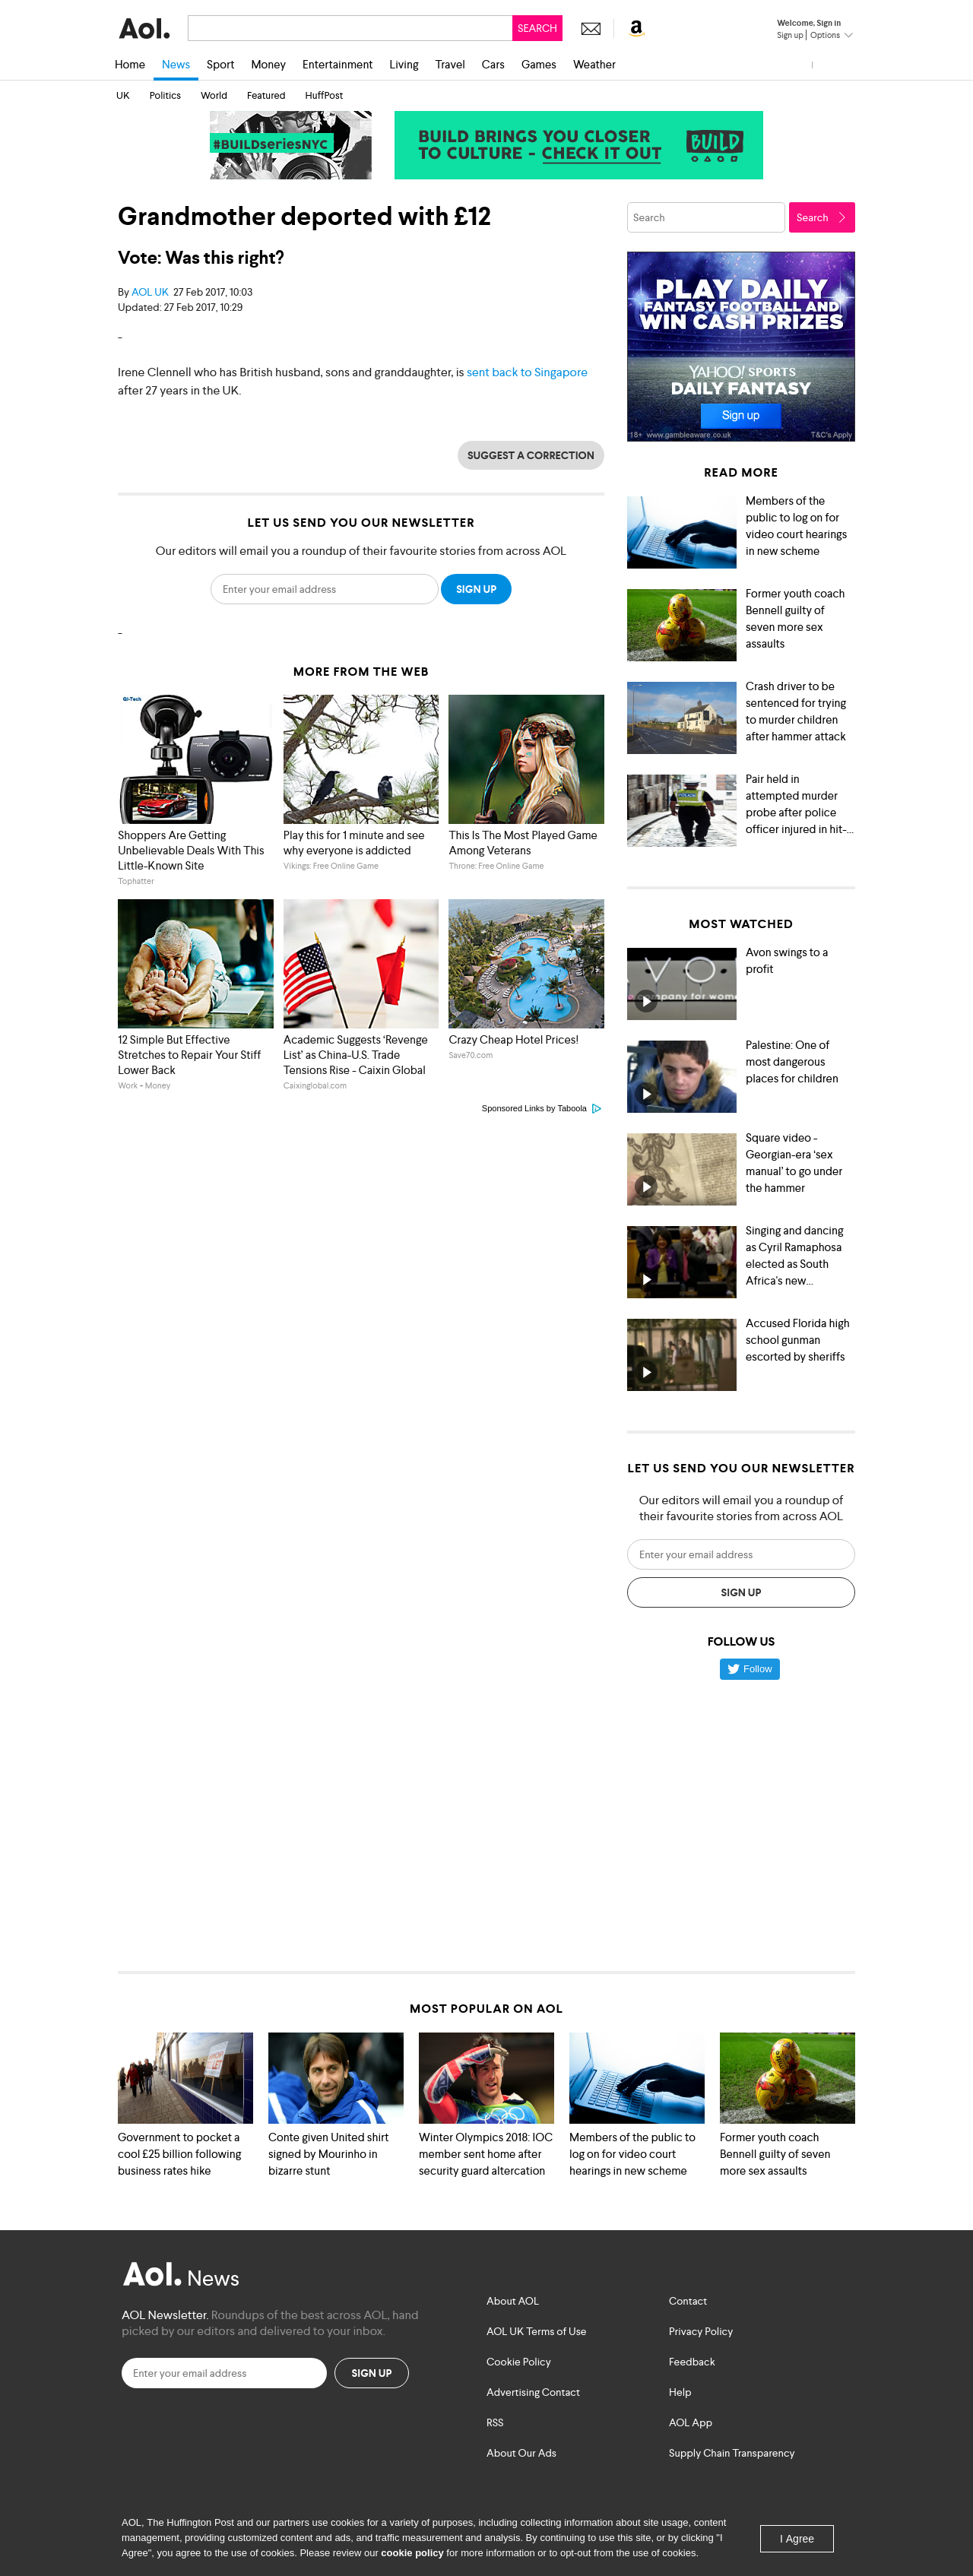 Aol.
SEARCH
Welcome, Sign in
Sign up | Options
Home News Sport Money Entertainment Living Travel Cars Games Weather
UK Politics World Featured HuffPost
#BUILDseriesNYC
BUILD BRINGS YOU CLOSER
TO CULTURE - CHECK IT OUT
BUILD
Grandmother deported with £12
Vote: Was this right?
By AOL UK 27 Feb 2017, 10:03
Updated: 27 Feb 2017, 10:29
-
Irene Clennell who has British husband, sons and granddaughter, is sent back to Singapore
after 27 years in the UK.
SUGGEST A CORRECTION
LET US SEND YOU OUR NEWSLETTER
Our editors will email you a roundup of their favourite stories from across AOL
Enter your email address
SIGN UP
-
MORE FROM THE WEB
GI-Tech
Shoppers Are Getting
Unbelievable Deals With This
Little-Known Site
Tophatter
Play this for 1 minute and see
why everyone is addicted
Vikings: Free Online Game
This Is The Most Played Game
Among Veterans
Throne: Free Online Game
12 Simple But Effective
Stretches to Repair Your Stiff
Lower Back
Work + Money
Academic Suggests ‘Revenge
List’ as China-U.S. Trade
Tensions Rise - Caixin Global
Caixinglobal.com
Crazy Cheap Hotel Prices!
Save70.com
Sponsored Links by Taboola
Search
Search
PLAY DAILY
FANTASY FOOTBALL AND
WIN CASH PRIZES
YAHOO! SPORTS
DAILY FANTASY
Sign up
18+ www.gambleaware.co.uk
T&C's Apply
READ MORE
Members of the
public to log on for
video court hearings
in new scheme
Former youth coach
Bennell guilty of
seven more sex
assaults
Crash driver to be
sentenced for trying
to murder children
after hammer attack
Pair held in
attempted murder
probe after police
officer injured in hit-...
MOST WATCHED
Avon swings to a
profit
Palestine: One of
most dangerous
places for children
Square video -
Georgian-era ‘sex
manual’ to go under
the hammer
Singing and dancing
as Cyril Ramaphosa
elected as South
Africa's new...
Accused Florida high
school gunman
escorted by sheriffs
LET US SEND YOU OUR NEWSLETTER
Our editors will email you a roundup of
their favourite stories from across AOL
Enter your email address
SIGN UP
FOLLOW US
Follow
MOST POPULAR ON AOL
Government to pocket a
cool £25 billion following
business rates hike
Conte given United shirt
signed by Mourinho in
bizarre stunt
Winter Olympics 2018: IOC
member sent home after
security guard altercation
Members of the public to
log on for video court
hearings in new scheme
Former youth coach
Bennell guilty of seven
more sex assaults
Aol. News
AOL Newsletter. Roundups of the best across AOL, hand
picked by our editors and delivered to your inbox.
Enter your email address
SIGN UP
About AOL
AOL UK Terms of Use
Cookie Policy
Advertising Contact
RSS
About Our Ads
Contact
Privacy Policy
Feedback
Help
AOL App
Supply Chain Transparency
AOL, The Huffington Post and our partners use cookies for a variety of purposes, including collecting information about site usage, content
management, providing customized content and ads, and traffic measurement and analysis. By continuing to use this site, or by clicking "I
Agree", you agree to the use of cookies. Please review our cookie policy for more information or to opt-out from the use of cookies.
I Agree